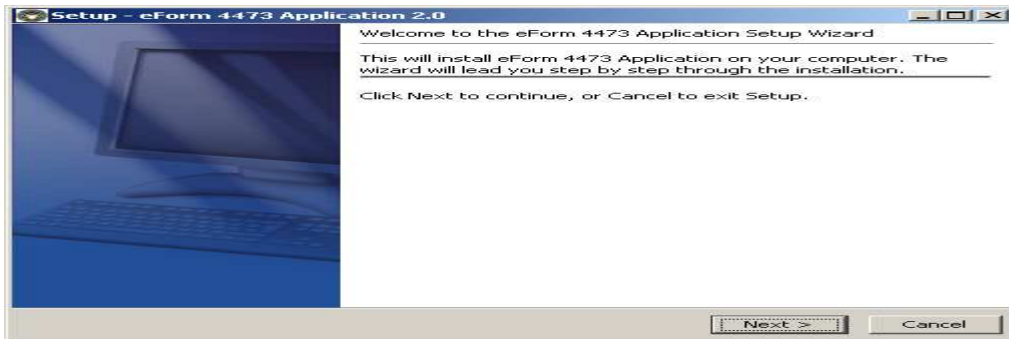 Setup - eForm 4473 Application 2.0
Welcome to the eForm 4473 Application Setup Wizard
This will install eForm 4473 Application on your computer. The
wizard will lead you step by step through the installation.
Click Next to continue, or Cancel to exit Setup.
Next >
Cancel